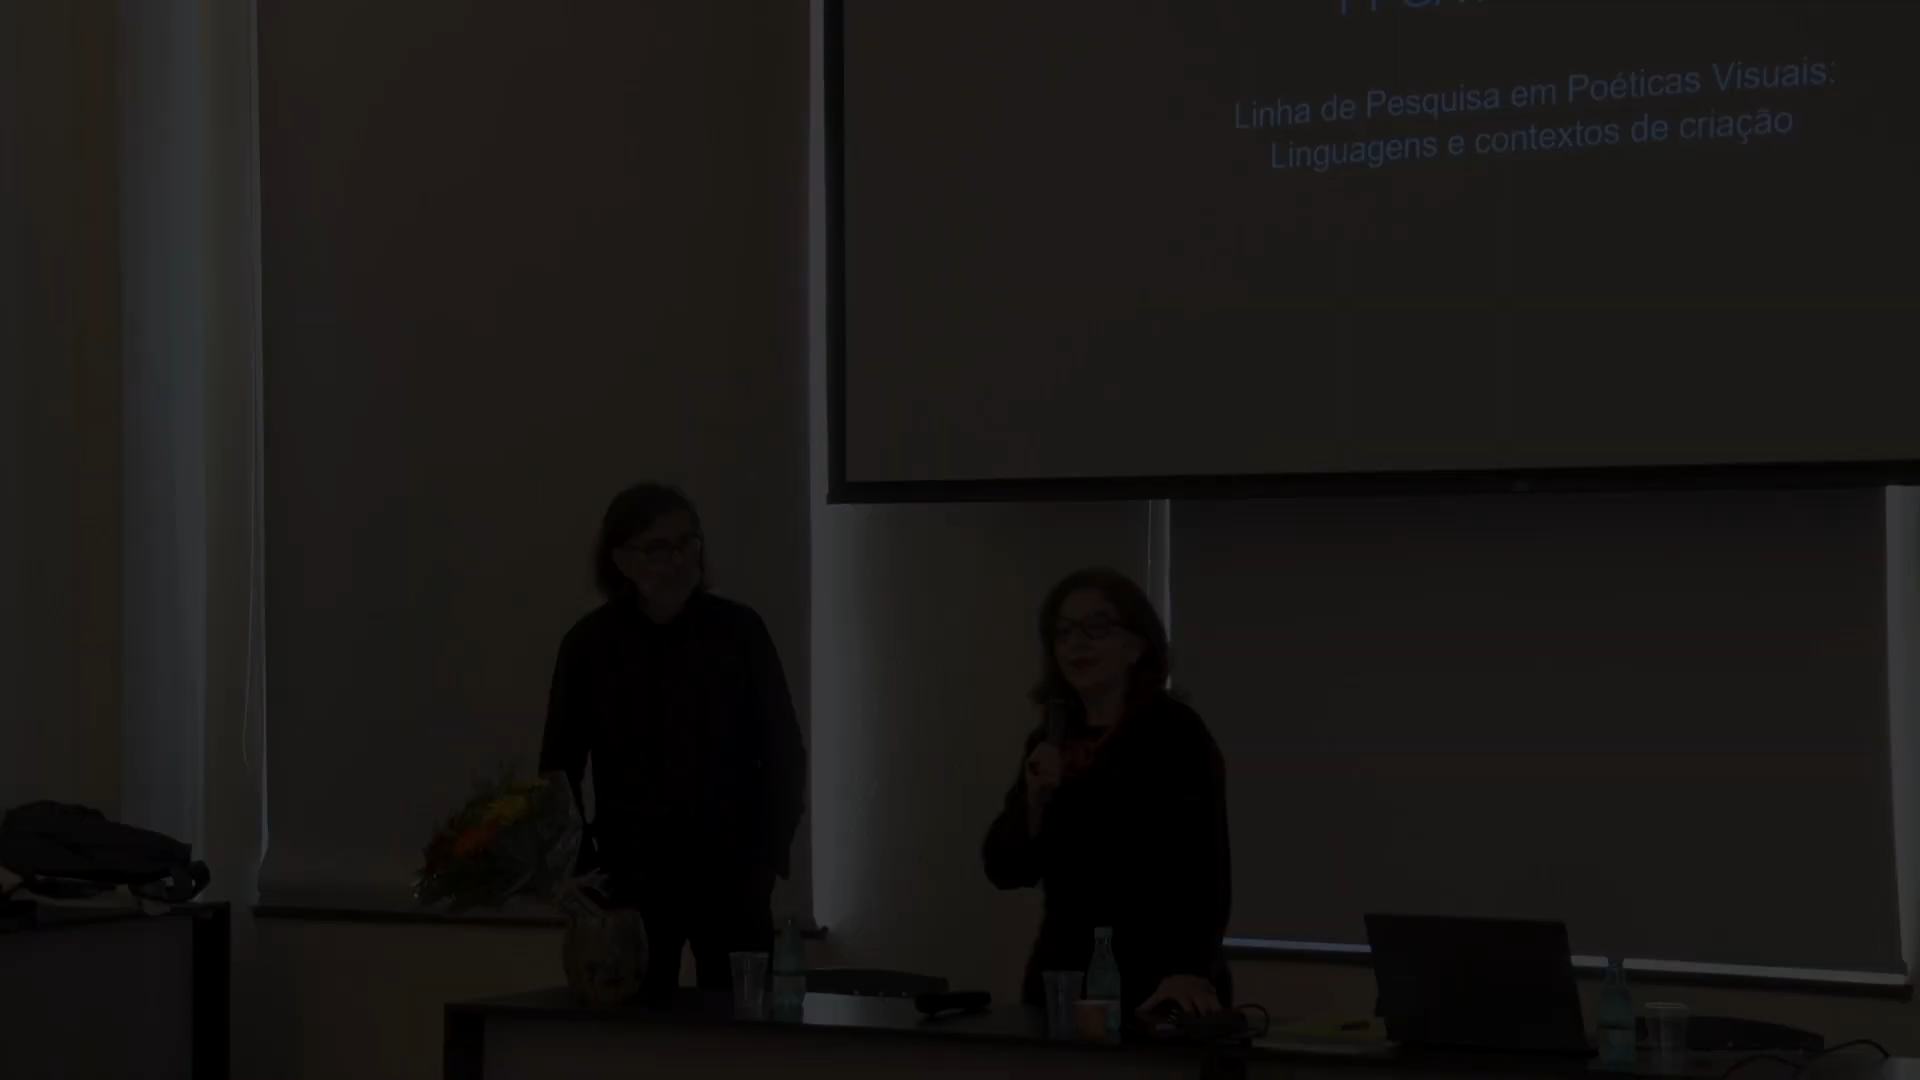 Linha de Pesquisa em Poéticas Visuais:
Linguagens e contextos de criação